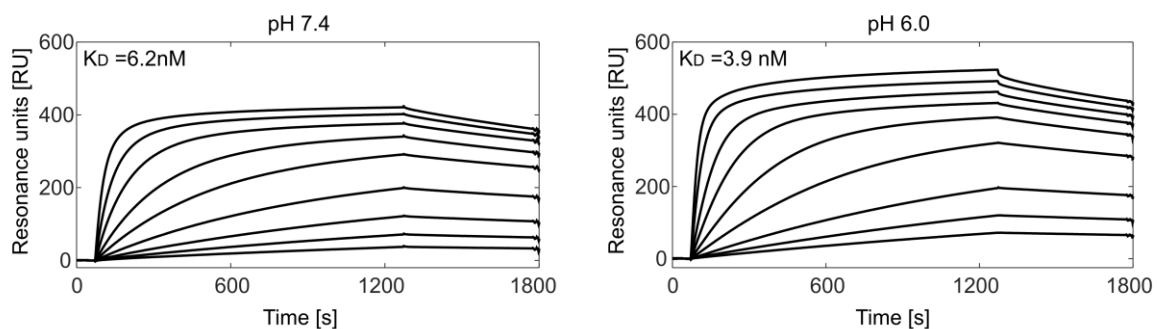 pH 7.4
Resonance units [RU]
600
400
200
0
KD =6.2nM
0
600
1200
1800
Time [s]
pH 6.0
Resonance units [RU]
600
400
200
0
KD =3.9 nM
0
600
1200
1800
Time [s]